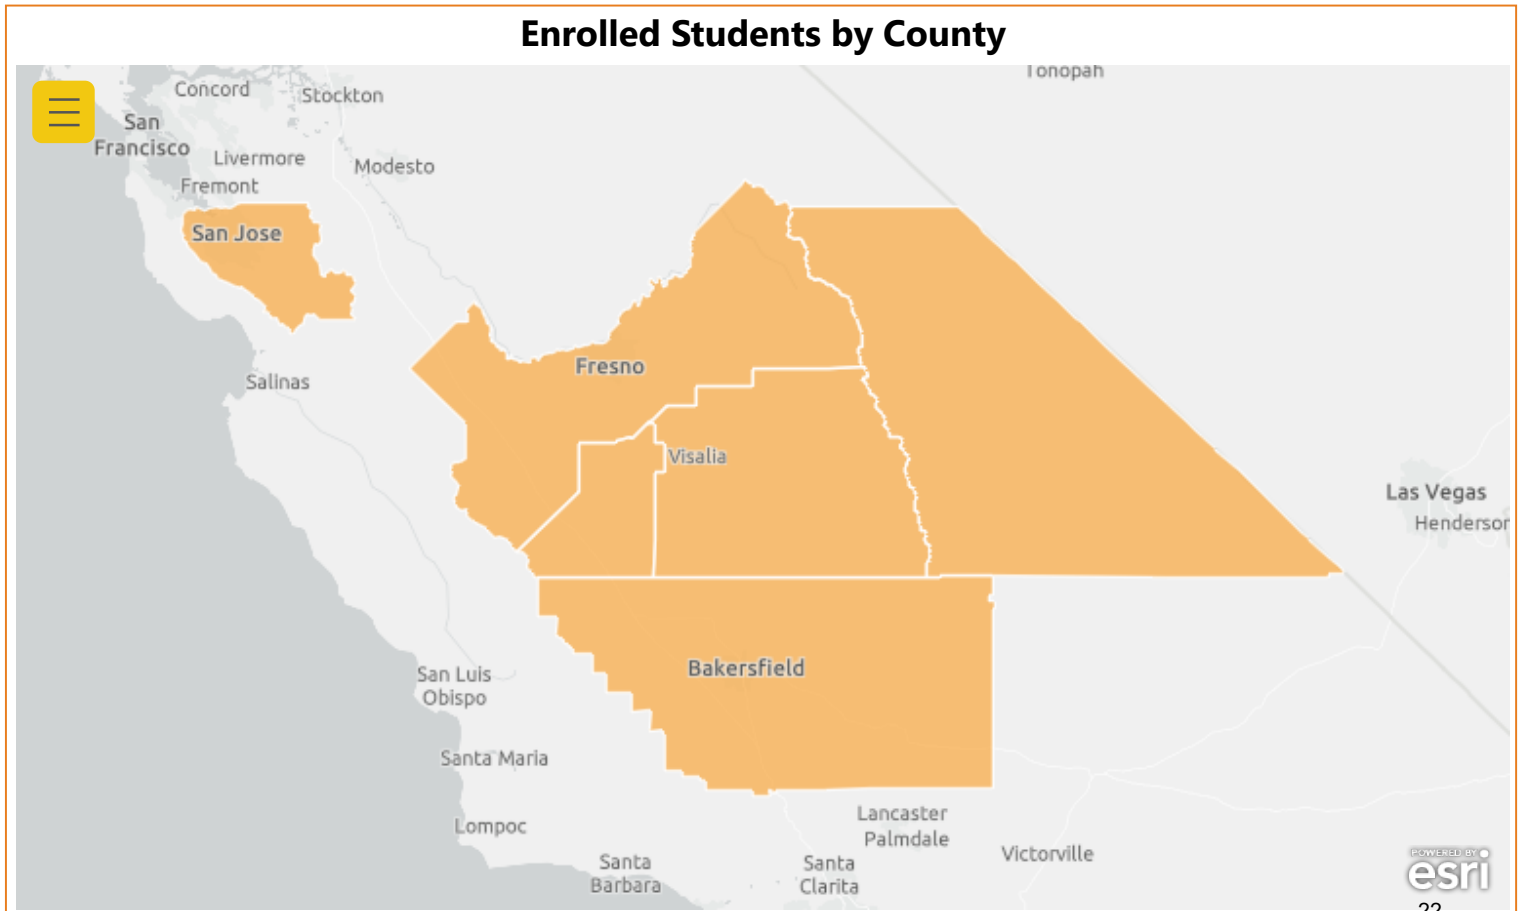 Enrolled Students by County
Tonopah
Concord
Stockton
San
Francisco
Livermore
Modesto
Fremont
San Jose
Fresno
Salinas
Visalia
Las Vegas
Henderson
Bakersfield
San Luis
Obispo
Santa Maria
Lancaster
Palmdale
Lompoc
Victorville
Santa
Barbara
Santa
Clarita
POWERED BY
esri
22